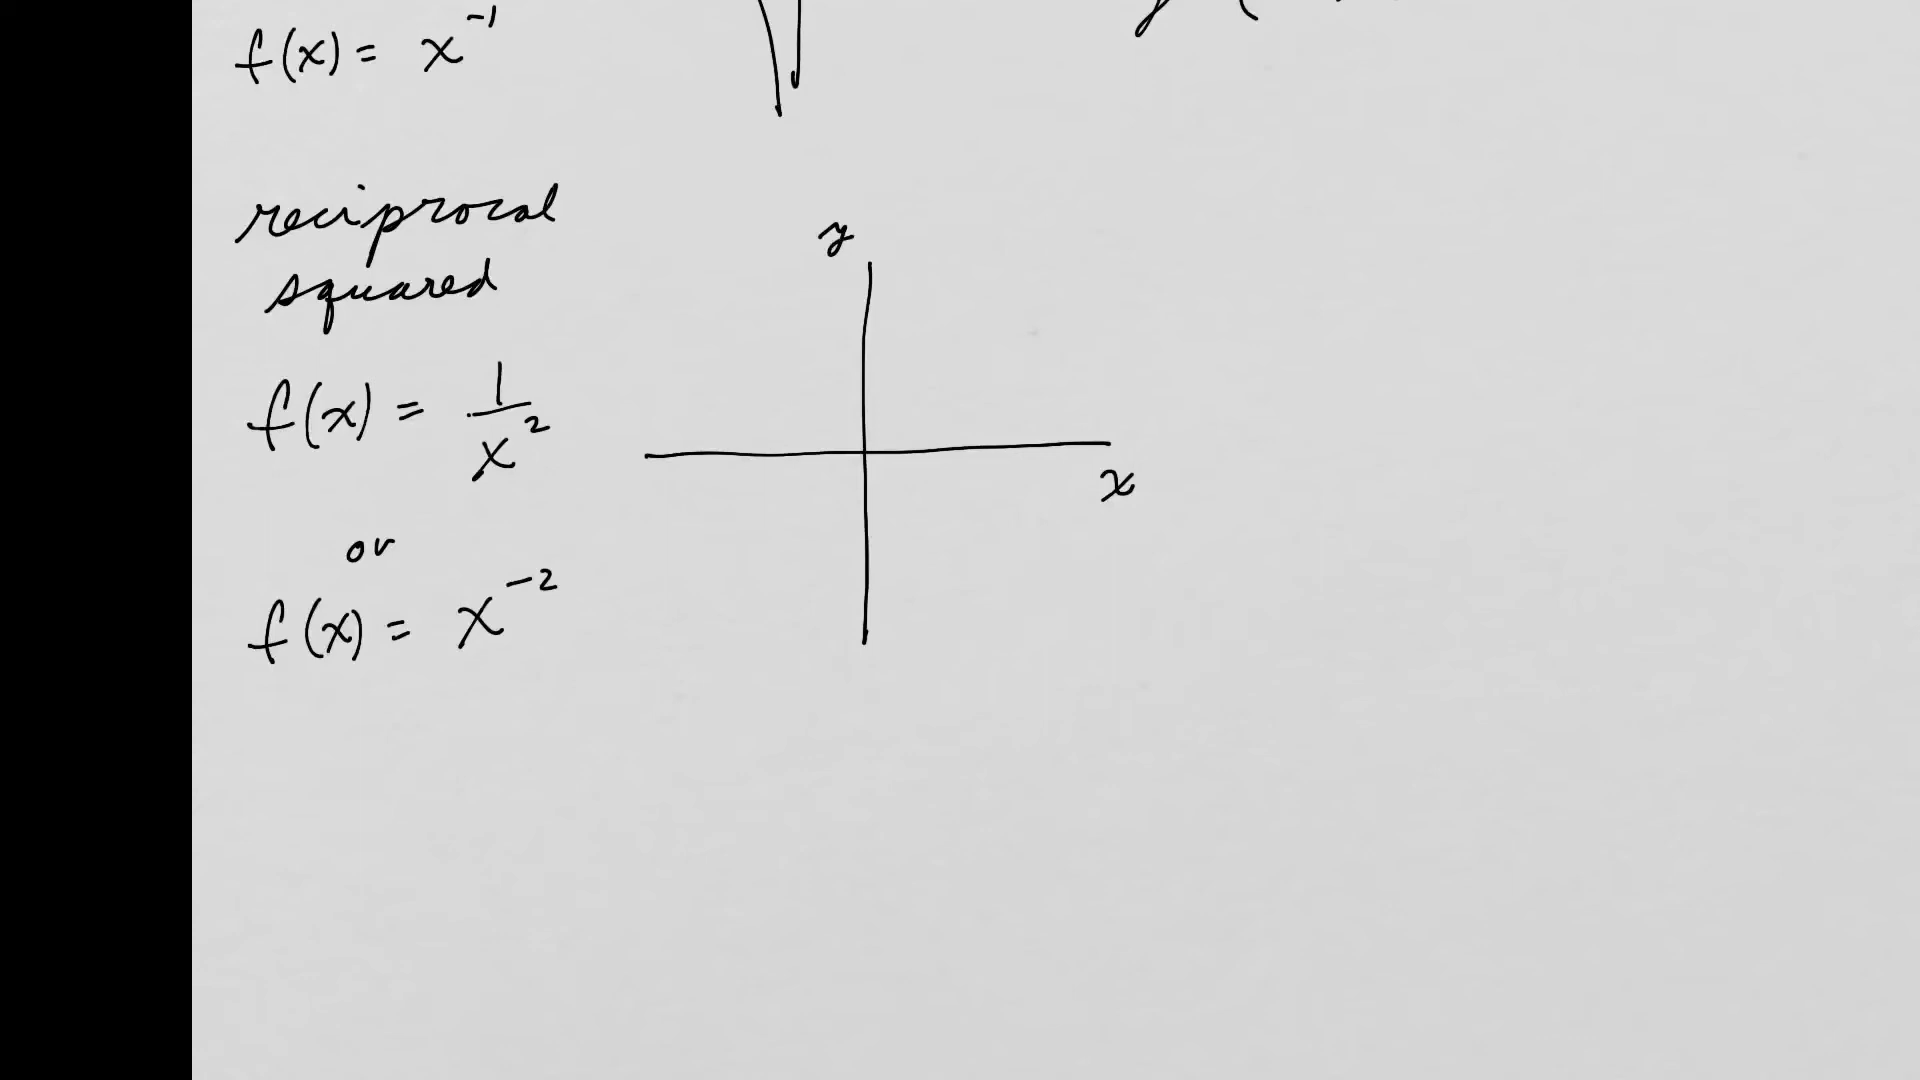 f(x) = x⁻¹
reciprocal
squared
y
f(x) = 1/x²
x
or
f(x) = x⁻²